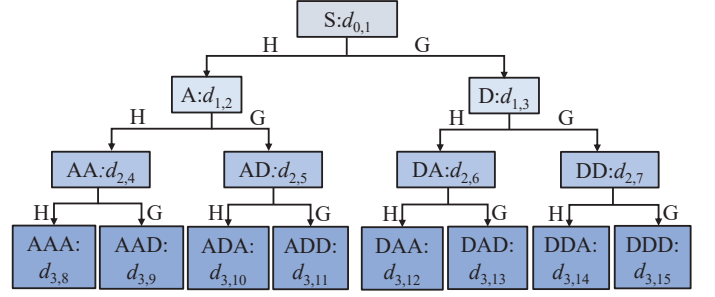 S:d0,1
H G
A:d1,2 D:d1,3
H G H G
AA:d2,4 AD:d2,5 DA:d2,6 DD:d2,7
H G H G H G H G
AAA: AAD: ADA: ADD: DAA: DAD: DDA: DDD:
d3,8 d3,9 d3,10 d3,11 d3,12 d3,13 d3,14 d3,15